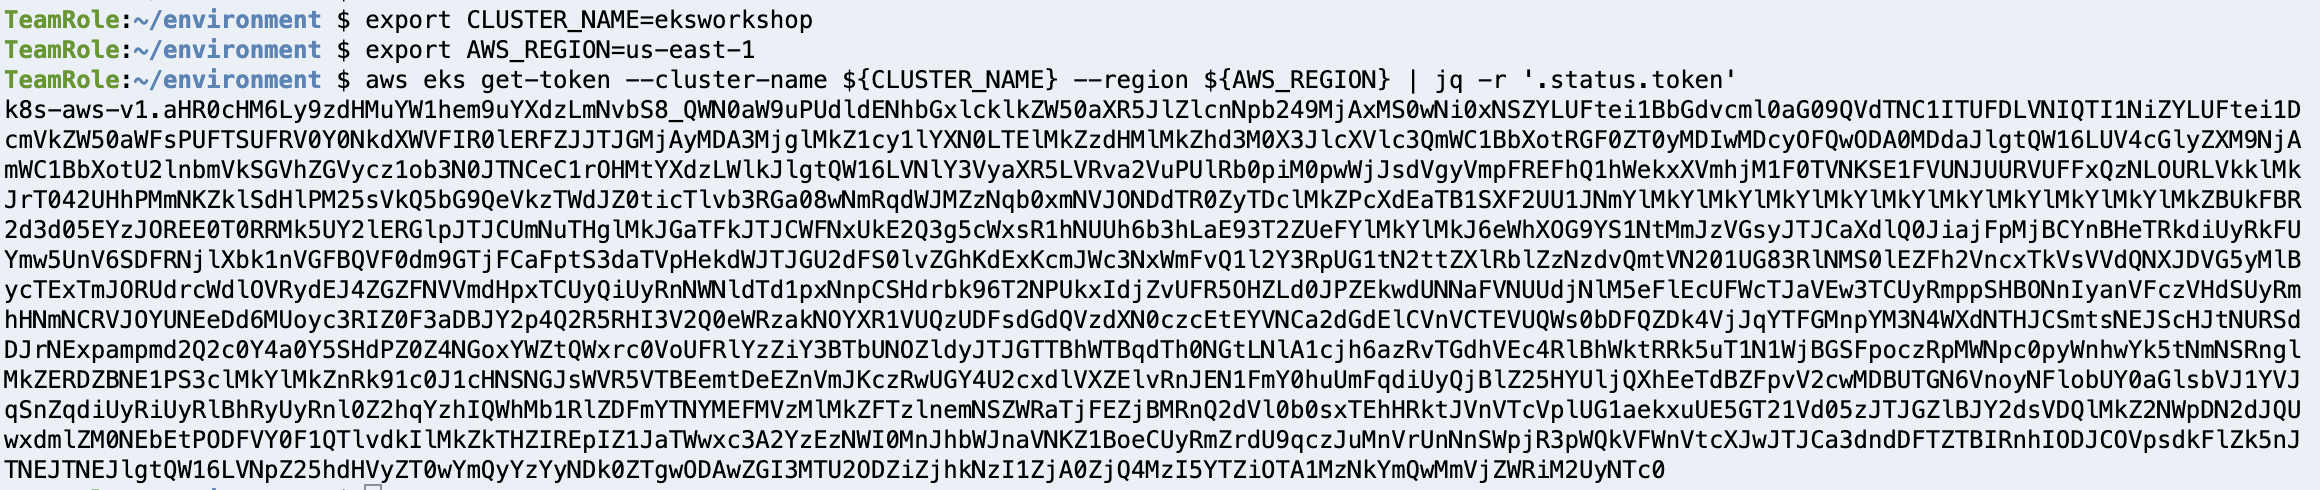 TeamRole:~/environment $ export CLUSTER_NAME=eksworkshop
TeamRole:~/environment $ export AWS_REGION=us-east-1
TeamRole:~/environment $ aws eks get-token --cluster-name ${CLUSTER_NAME} --region ${AWS_REGION} | jq -r '.status.token'
k8s-aws-v1.aHR0cHM6Ly9zdHMuYW1hem9uYXdzLmNvbS8_QWN0aW9uPUdldENhbGxlcklkZW50aXR5JlZlcnNpb249MjAxMS0wNi0xNSZYLUFtei1BbGdvcml0aG09QVdTNC1ITUFDLVNIQTI1NiZYLUFtei1D
cmVkZW50aWFsPUFTSUFRV0Y0NkdXWVFIR0lERFZJJTJGMjAyMDA3MjglMkZ1cy1lYXN0LTElMkZzdHMlMkZhd3M0X3JlcXVlc3QmWC1BbXotRGF0ZT0yMDIwMDcyOFQwODA0MDdaJlgtQW16LUV4cGlyZXM9NjA
mWC1BbXotU2lnbmVkSGVhZGVycz1ob3N0JTNCeC1rOHMtYXdzLWlkJlgtQW16LVNlY3VyaXR5LVRva2VuPUlRb0piM0pwWjJsdVgyVmpFREFhQ1hWekxXVmhjM1F0TVNKSE1FVUNJUURVUFFxQzNLOURLVkklMk
JrT042UHhPMmNKZklSdHlPM25sVkQ5bG9QeVkzTWdJZ0ticTlvb3RGa08wNmRqdWJMZzNqb0xmNVJONDdTR0ZyTDclMkZPcXdEaTB1SXF2UU1JNmYlMkYlMkYlMkYlMkYlMkYlMkYlMkYlMkYlMkYlMkZBUkFBR
2d3d05EYzJOREE0T0RRMk5UY2lERGlpJTJCUmNuTHglMkJGaTFkJTJCWFNxUkE2Q3g5cWxsR1hNUUh6b3hLaE93T2ZUeFYlMkYlMkJ6eWhXOG9YS1NtMmJzVGsyJTJCaXdlQ0JiajFpMjBCYnBHeTRkdiUyRkFU
Ymw5UnV6SDFRNjlXbk1nVGFBQVF0dm9GTjFCaFptS3daTVpHekdWJTJGU2dFS0lvZGhKdExKcmJWc3NxWmFvQ1l2Y3RpUG1tN2ttZXlRblZzNzdvQmtVN201UG83RlNMS0lEZFh2VncxTkVsVVdQNXJDVG5yMlB
ycTExTmJORUdrcWdlOVRydEJ4ZGZFNVVmdHpxTCUyQiUyRnNWNldTd1pxNnpCSHdrbk96T2NPUkxIdjZvUFR5OHZLd0JPZEkwdUNNaFVNUUdjNlM5eFlEcUFWcTJaVEw3TCUyRmppSHBONnIyanVFczVHdSUyRm
hHNmNCRVJOYUNEeDd6MUoyc3RIZ0F3aDBJY2p4Q2R5RHI3V2Q0eWRzakNOYXR1VUQzUDFsdGdQVzdXN0czcEtEYVNCa2dGdElCVnVCTEVUQWs0bDFQZDk4VjJqYTFGMnpYM3N4WXdNTHJCSmtsNEJScHJtNURSd
DJrNExpampmd2Q2c0Y4a0Y5SHdPZ0Z4NGoxYWZtQWxrc0VoUFRlYzZiY3BTbUNOZldyJTJGTTBhWTBqdTh0NGtLNlA1cjh6azRvTGdhVEc4RlBhWktRRk5uT1N1WjBGSFpoczRpMWNpc0pyWnhwYk5tNmNSRngl
MkZERDZBNE1PS3clMkYlMkZnRk91c0J1cHNSNGJsWVR5VTBEemtDeEZnVmJKczRwUGY4U2cxdlVXZElvRnJEN1FmY0huUmFqdiUyQjBlZ25HYUljQXhEeTdBZFpvV2cwMDBUTGN6VnoyNFlobUY0aGlsbVJ1YVJ
qSnZqdiUyRiUyRlBhRyUyRnl0Z2hqYzhIQWhMb1RlZDFmYTNYMEFMVzMlMkZFTzlnemNSZWRaTjFEZjBMRnQ2dVl0b0sxTEhHRktJVnVTcVplUG1aekxuUE5GT21Vd05zJTJGZlBJY2dsVDQlMkZ2NWpDN2dJQU
wxdmlZM0NEbEtPODFVY0F1QTlvdkIlMkZkTHZIREpIZ1JaTWwxc3A2YzEzNWI0MnJhbWJnaVNKZ1BoeCUyRmZrdU9qczJuMnVrUnNnSWpjR3pWQkVFWnVtcXJwJTJCa3dndDFTZTBIRnhIODJCOVpsdkFlZk5nJ
TNEJTNEJlgtQW16LVNpZ25hdHVyZT0wYmQyYzYyNDk0ZTgwODAwZGI3MTU2ODZiZjhkNzI1ZjA0ZjQ4MzI5YTZiOTA1MzNkYmQwMmVjZWRiM2UyNTc0